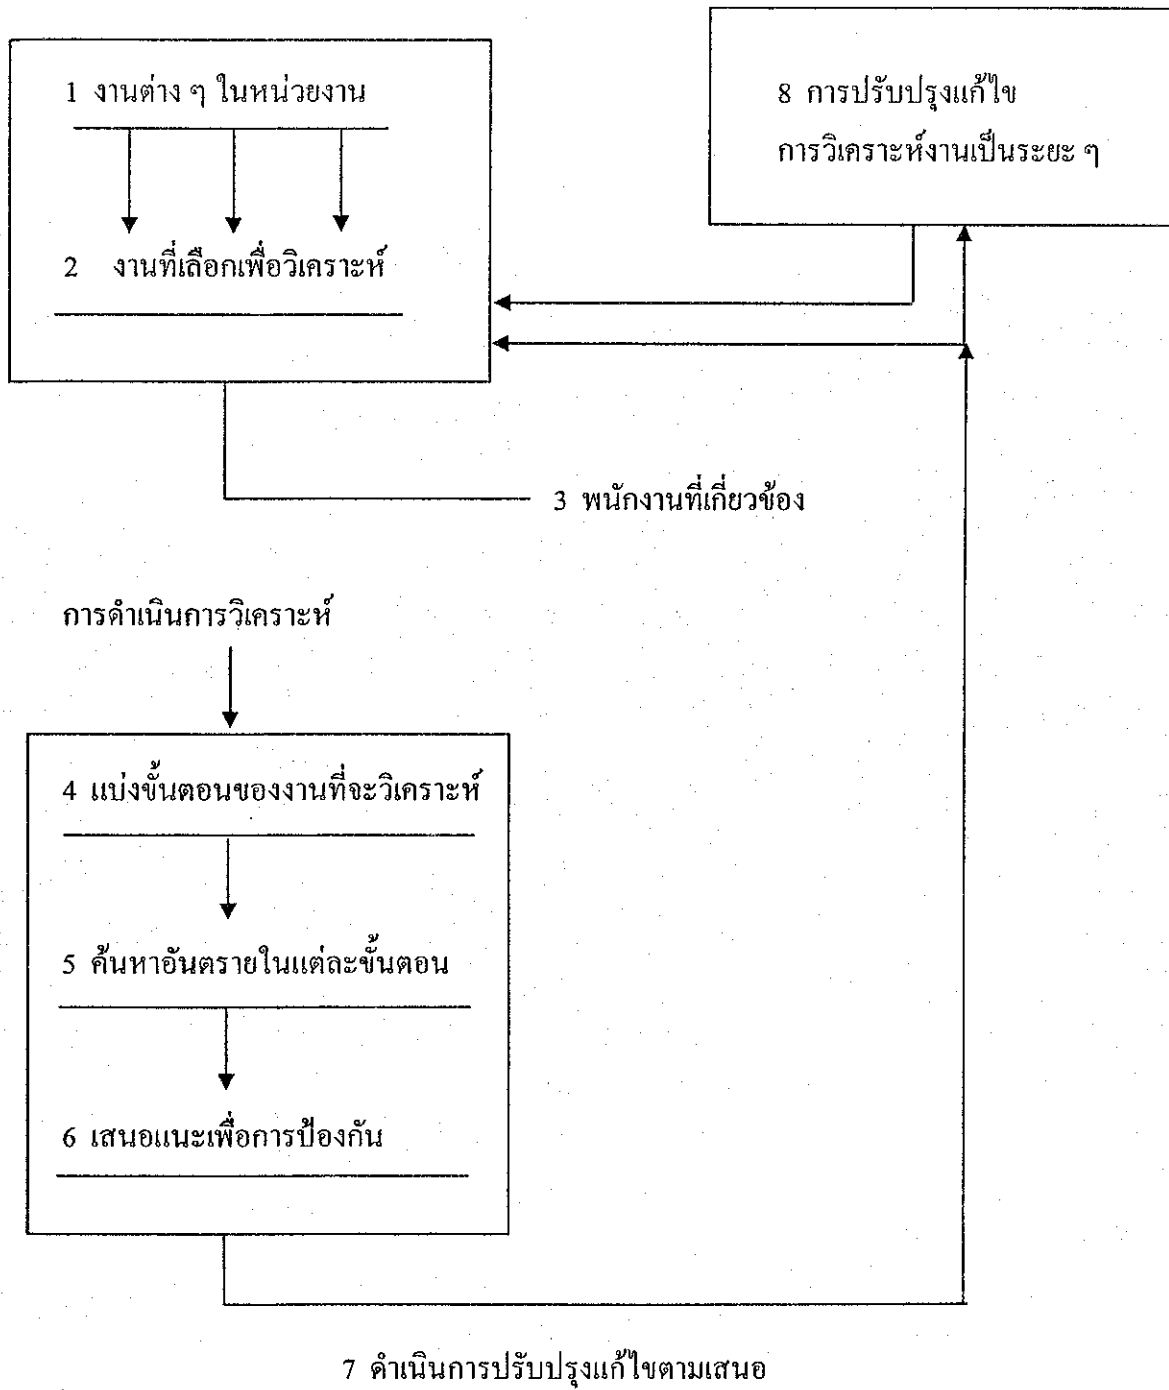 1 งานต่าง ๆ ในหน่วยงาน
2 งานที่เลือกเพื่อวิเคราะห์
8 การปรับปรุงแก้ไข
การวิเคราะห์งานเป็นระยะ ๆ
3 พนักงานที่เกี่ยวข้อง
การดำเนินการวิเคราะห์
4 แบ่งขั้นตอนของงานที่จะวิเคราะห์
5 ค้นหาอันตรายในแต่ละขั้นตอน
6 เสนอแนะเพื่อการป้องกัน
7 ดำเนินการปรับปรุงแก้ไขตามเสนอ